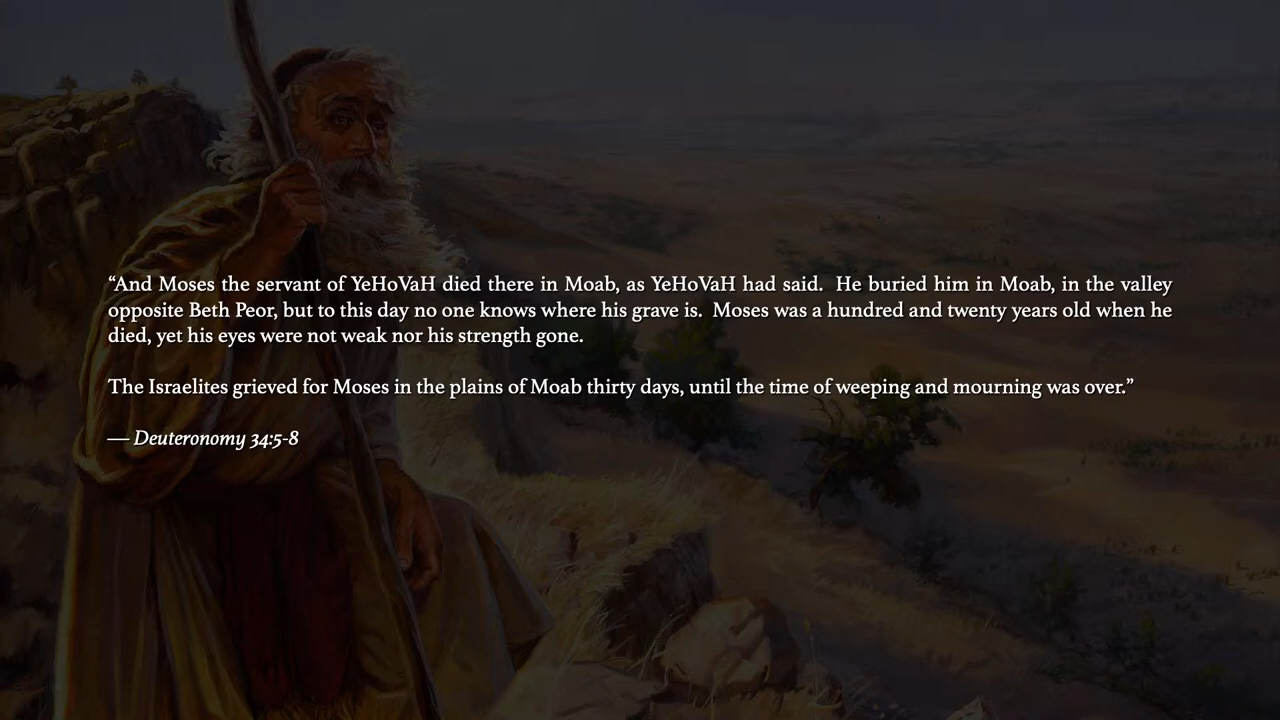 “And Moses the servant of YeHoVaH died there in Moab, as YeHoVaH had said.  He buried him in Moab, in the valley
opposite Beth Peor, but to this day no one knows where his grave is.  Moses was a hundred and twenty years old when he
died, yet his eyes were not weak nor his strength gone.
The Israelites grieved for Moses in the plains of Moab thirty days, until the time of weeping and mourning was over.”
— Deuteronomy 34:5-8